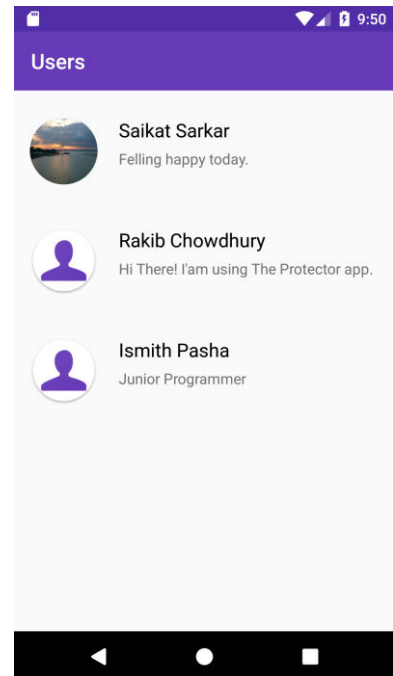 9:50
Users
Saikat Sarkar
Felling happy today.
Rakib Chowdhury
Hi There! I'am using The Protector app.
Ismith Pasha
Junior Programmer